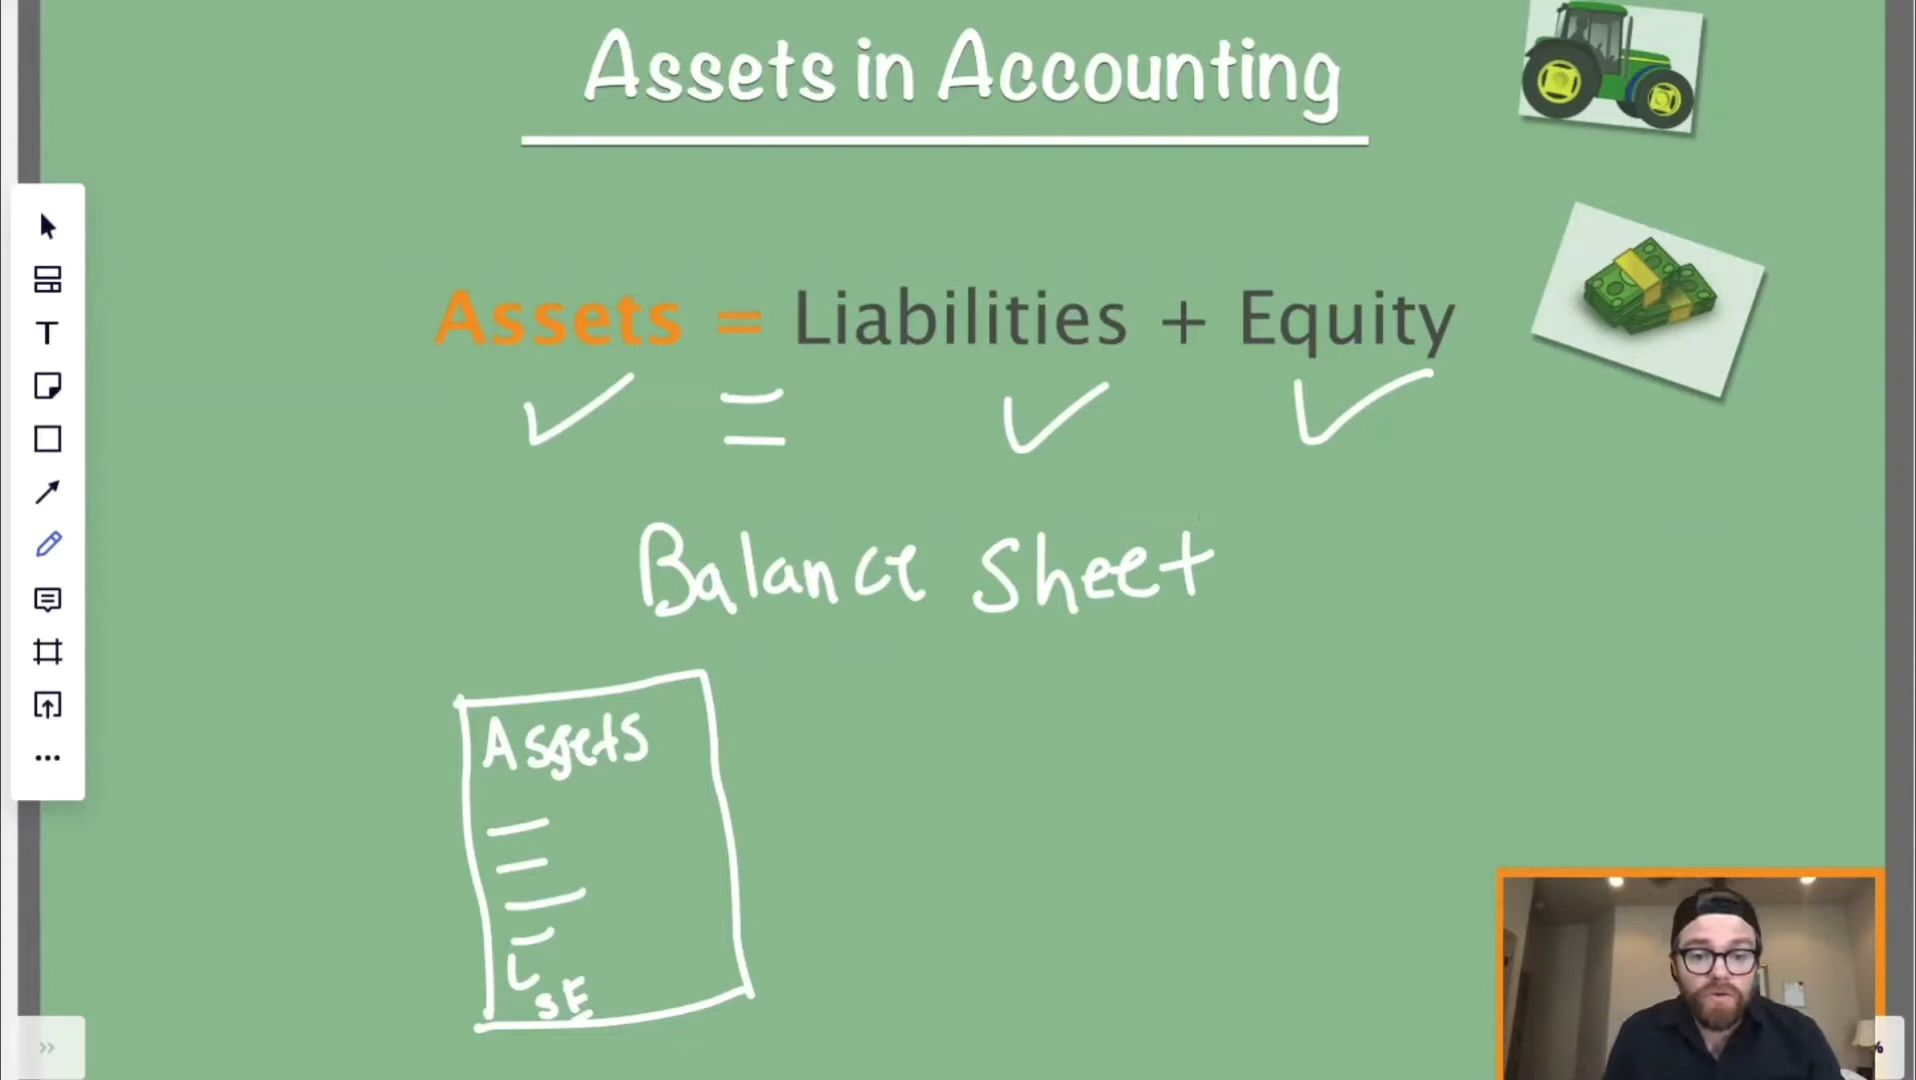 Assets in Accounting
Assets = Liabilities + Equity
=
Balance Sheet
Assets
L
SE
T
%